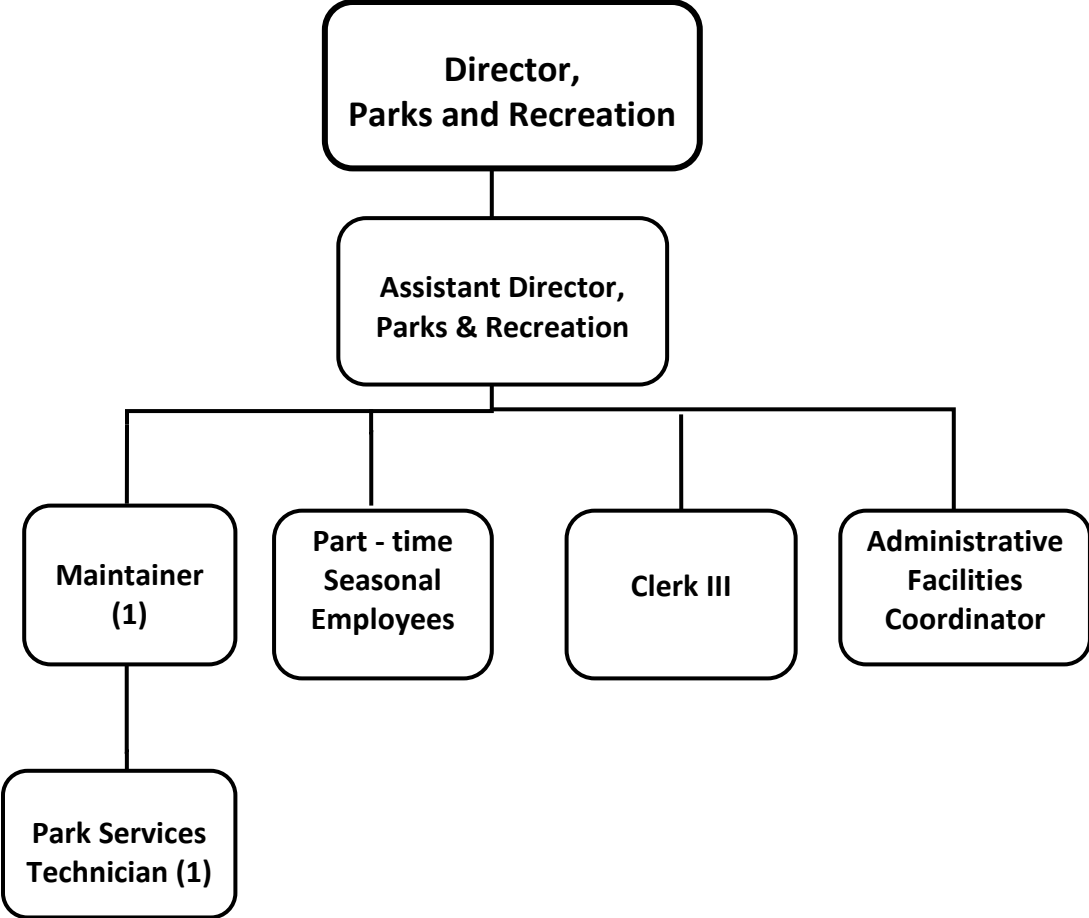 Director,
Parks and Recreation
Assistant Director,
Parks & Recreation
Maintainer
(1)
Part - time
Seasonal
Employees
Clerk III
Administrative
Facilities
Coordinator
Park Services
Technician (1)